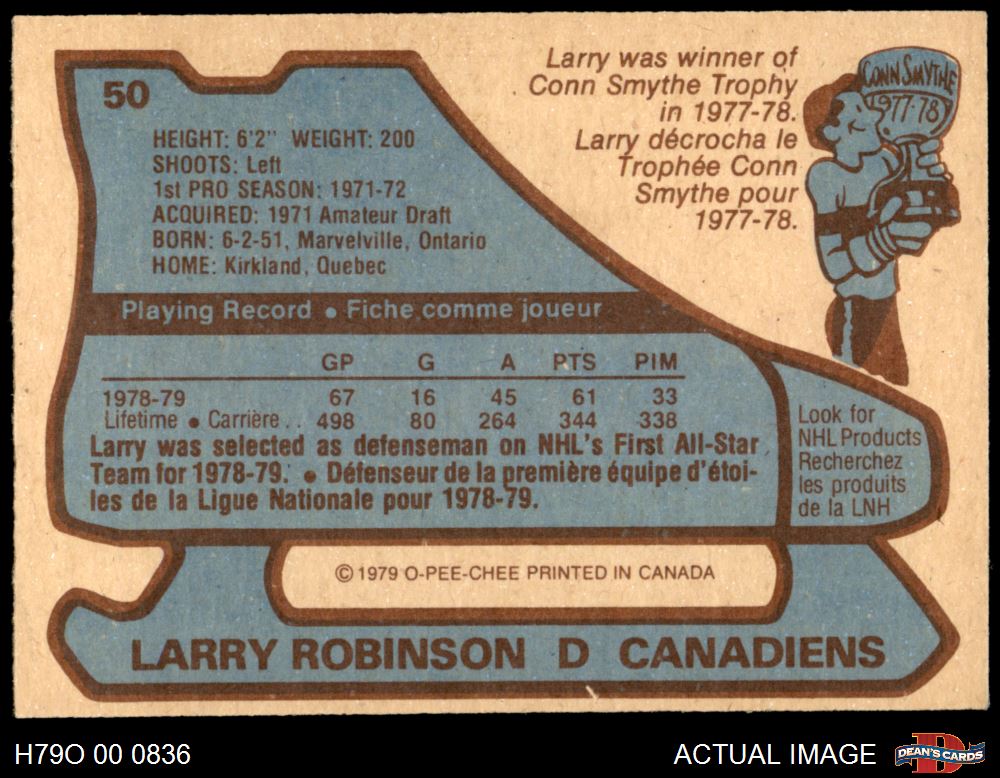 50
HEIGHT: 6'2" WEIGHT: 200
SHOOTS: Left
1st PRO SEASON: 1971-72
ACQUIRED: 1971 Amateur Draft
BORN: 6-2-51, Marvelville, Ontario
HOME: Kirkland, Quebec
Larry was winner of
Conn Smythe Trophy
in 1977-78.
Larry décrocha le
Trophée Conn
Smythe pour
1977-78.
CONN SMYTHE
1977-78
Playing Record • Fiche comme joueur
GP G A PTS PIM
1978-79 67 16 45 61 33
Lifetime • Carrière .. 498 80 264 344 338
Larry was selected as defenseman on NHL's First All-Star
Team for 1978-79. • Défenseur de la première équipe d'étoi-
les de la Ligue Nationale pour 1978-79.
Look for
NHL Products
Recherchez
les produits
de la LNH
© 1979 O-PEE-CHEE PRINTED IN CANADA
LARRY ROBINSON D CANADIENS
H79O 00 0836
ACTUAL IMAGE
D
DEAN'S CARDS